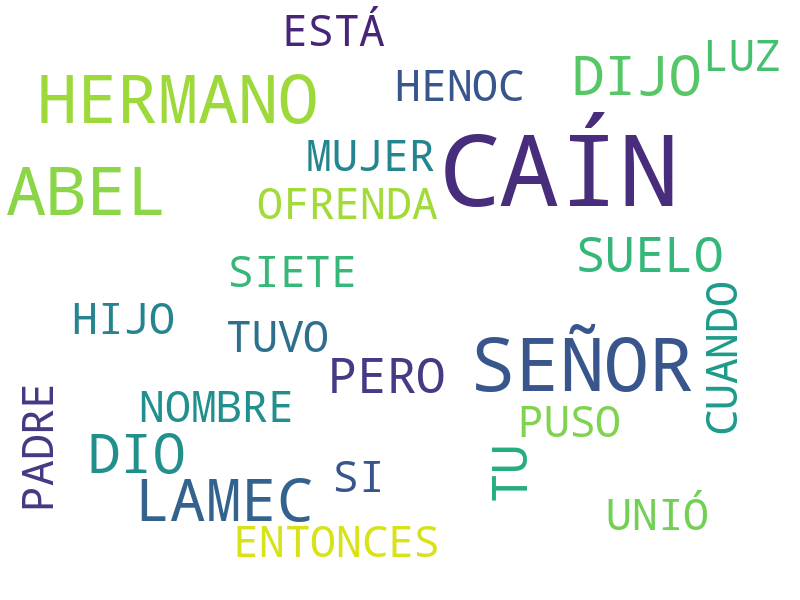 ESTÁ
LUZ
HERMANO
HENOC
DIJO
MUJER
CAÍN
ABEL
OFRENDA
SIETE
SUELO
HIJO
TUVO
CUANDO
PERO
SEÑOR
NOMBRE
PUSO
PADRE
DIO
SI
TU
LAMEC
UNIÓ
ENTONCES